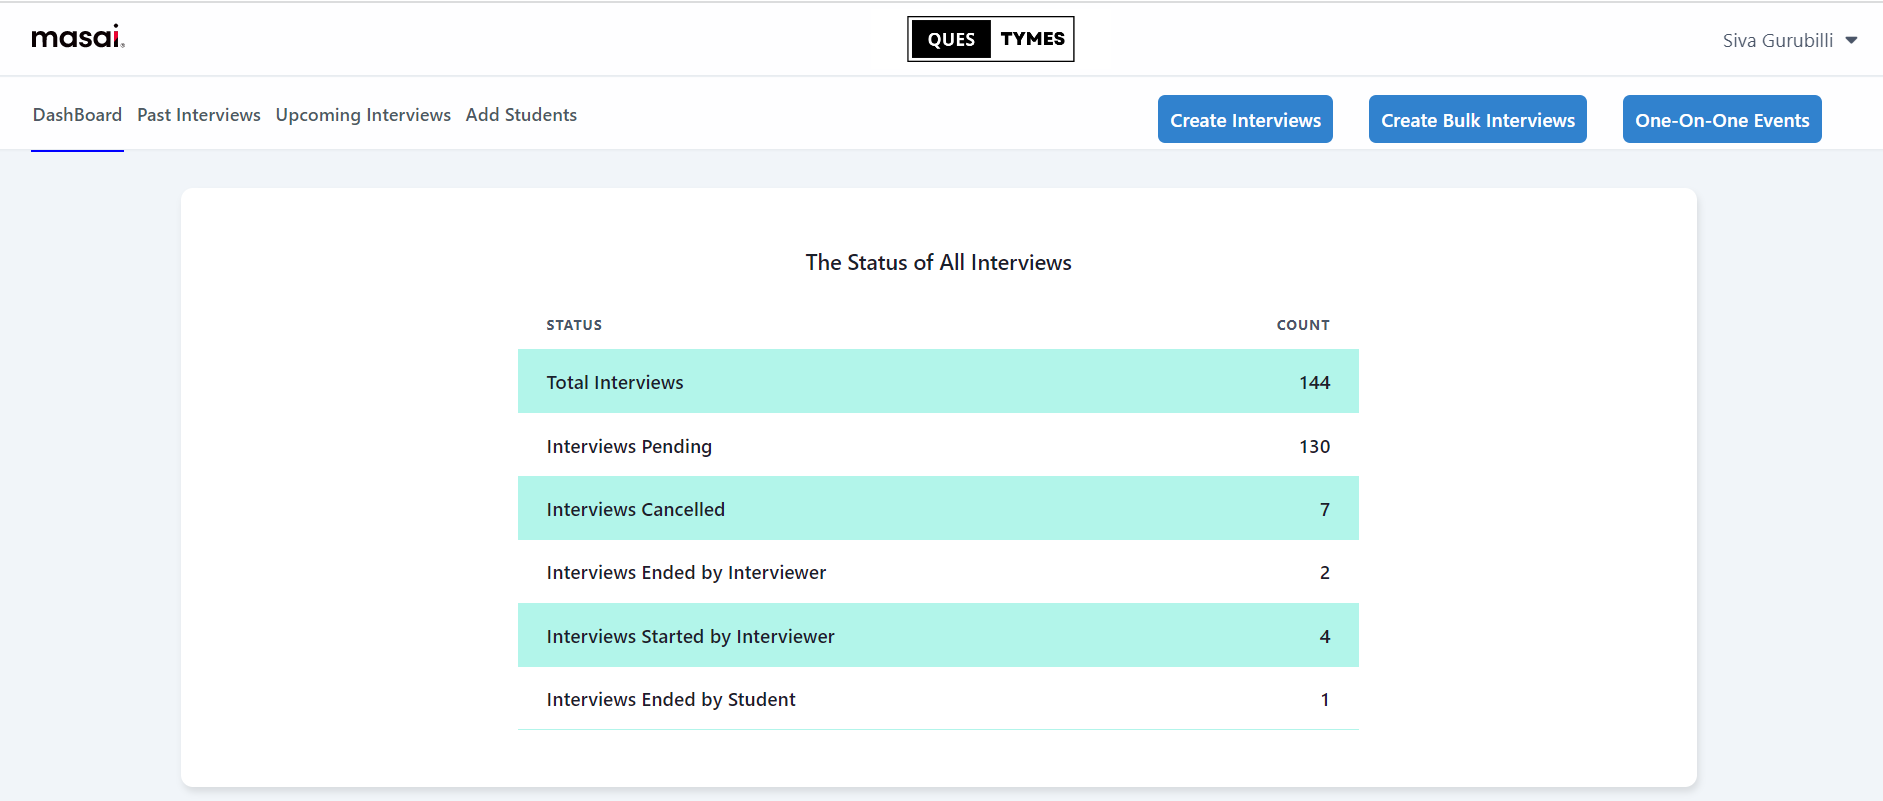 masai.
QUES TYMES
Siva Gurubilli
DashBoard Past Interviews Upcoming Interviews Add Students
Create Interviews Create Bulk Interviews One-On-One Events
The Status of All Interviews
STATUS COUNT
Total Interviews 144
Interviews Pending 130
Interviews Cancelled 7
Interviews Ended by Interviewer 2
Interviews Started by Interviewer 4
Interviews Ended by Student 1